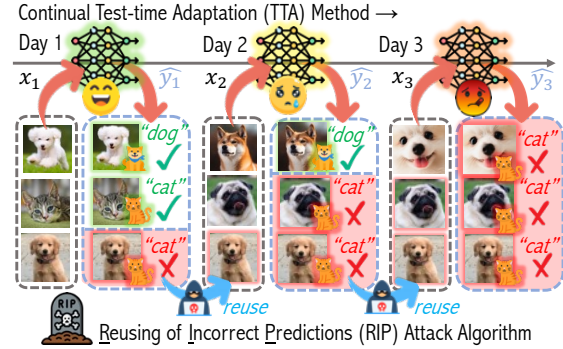 Continual Test-time Adaptation (TTA) Method →
Day 1
Day 2
Day 3
x₁
ŷ₁
x₂
ŷ₂
x₃
ŷ₃
"dog"
"dog"
"cat"
"cat"
"cat"
"cat"
"cat"
"cat"
"cat"
reuse
reuse
RIP
Reusing of Incorrect Predictions (RIP) Attack Algorithm